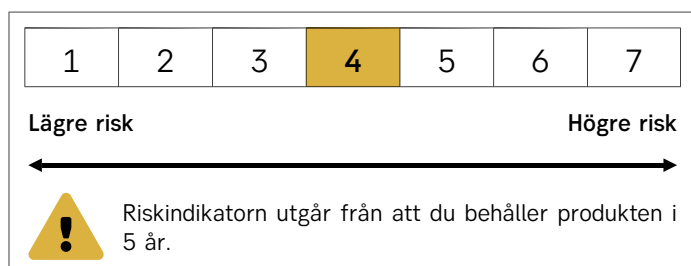 1 2 3 4 5 6 7
Lägre risk Högre risk
Riskindikatorn utgår från att du behåller produkten i
5 år.